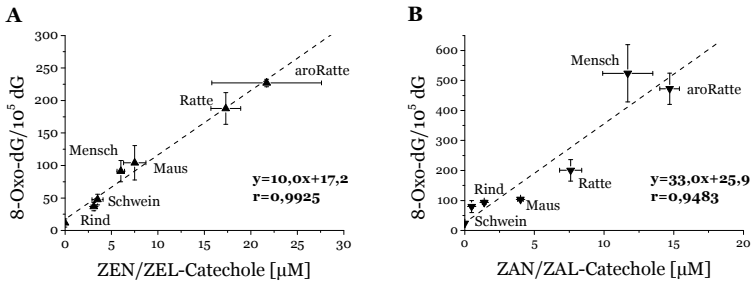 A
8-Oxo-dG/10⁵ dG
300
250
200
150
100
50
0
aroRatte
Ratte
Mensch
Maus
Schwein
Rind
y=10,0x+17,2
r=0,9925
0 5 10 15 20 25 30
ZEN/ZEL-Catechole [µM]
B
8-Oxo-dG/10⁵ dG
600
500
400
300
200
100
0
Mensch
aroRatte
Ratte
Rind
Maus
Schwein
y=33,0x+25,9
r=0,9483
0 5 10 15 20
ZAN/ZAL-Catechole [µM]